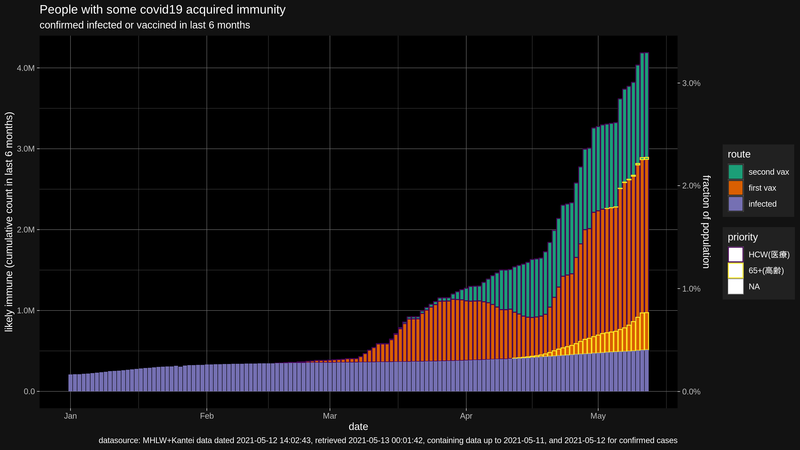 People with some covid19 acquired immunity
confirmed infected or vaccined in last 6 months
likely immune (cumulative count in last 6 months)
4.0M
3.0M
2.0M
1.0M
0.0
3.0%
2.0%
1.0%
0.0%
fraction of population
Jan
Feb
Mar
Apr
May
date
route
second vax
first vax
infected
priority
HCW(医療)
65+(高齢)
NA
datasource: MHLW+Kantei data dated 2021-05-12 14:02:43, retrieved 2021-05-13 00:01:42, containing data up to 2021-05-11, and 2021-05-12 for confirmed cases